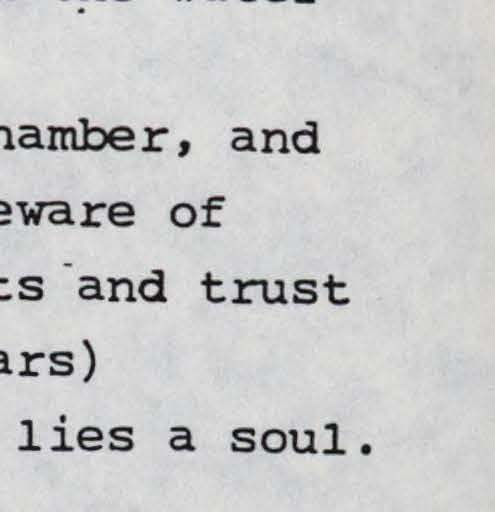 hamber, and
eware of
ts and trust
ars)
lies a soul.